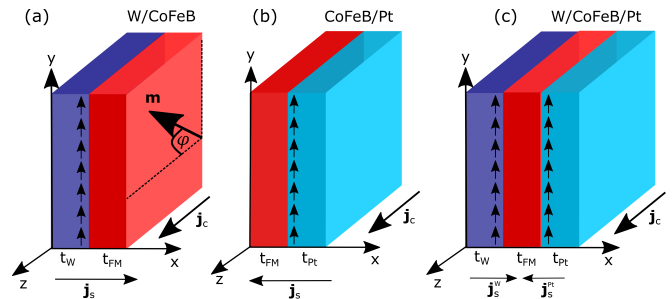 (a) W/CoFeB
y
m
φ
j_c
t_W t_FM x
z
j_s
(b) CoFeB/Pt
y
j_c
t_FM t_Pt x
z
j_s
(c) W/CoFeB/Pt
y
j_c
t_W t_FM t_Pt x
z
j_s^W j_s^Pt